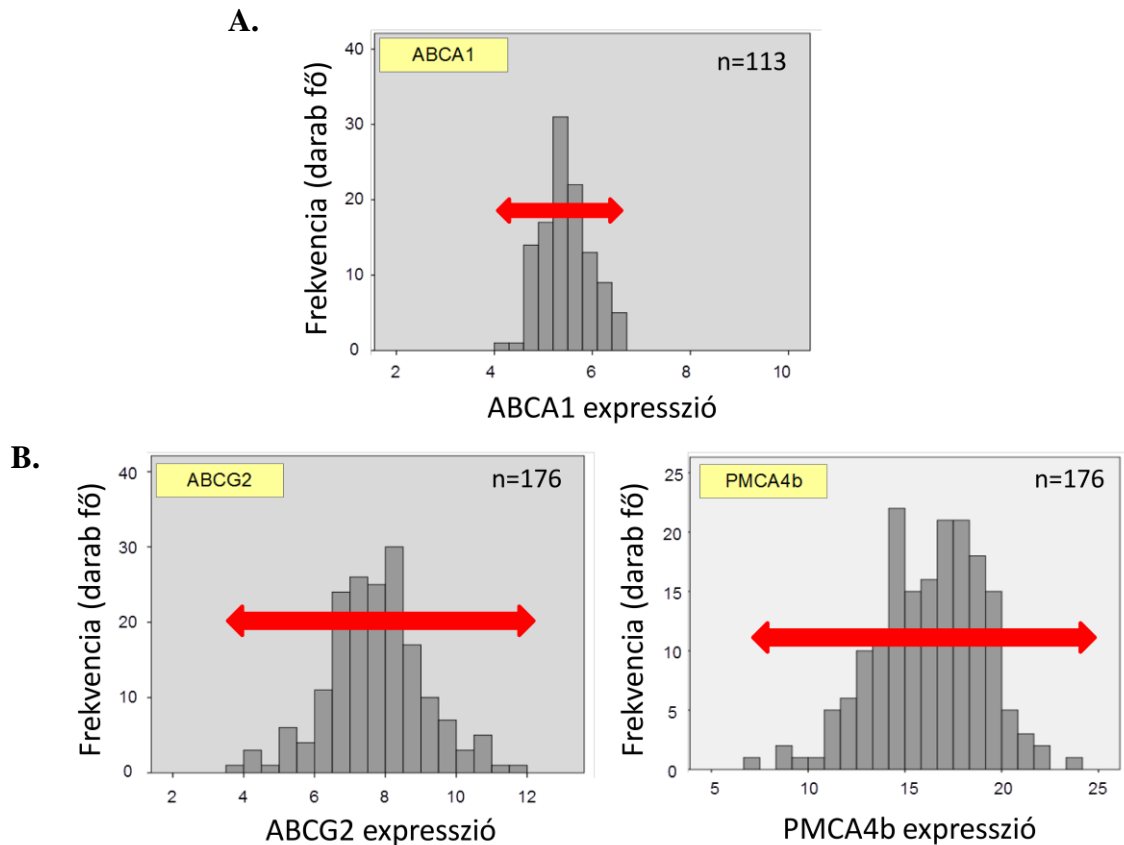 A.
ABCA1
n=113
Frekvencia (darab fő)
40
30
20
10
0
2 4 6 8 10
ABCA1 expresszió
B.
ABCG2
n=176
Frekvencia (darab fő)
40
30
20
10
0
2 4 6 8 10 12
ABCG2 expresszió
PMCA4b
n=176
Frekvencia (darab fő)
25
20
15
10
5
0
5 10 15 20 25
PMCA4b expresszió